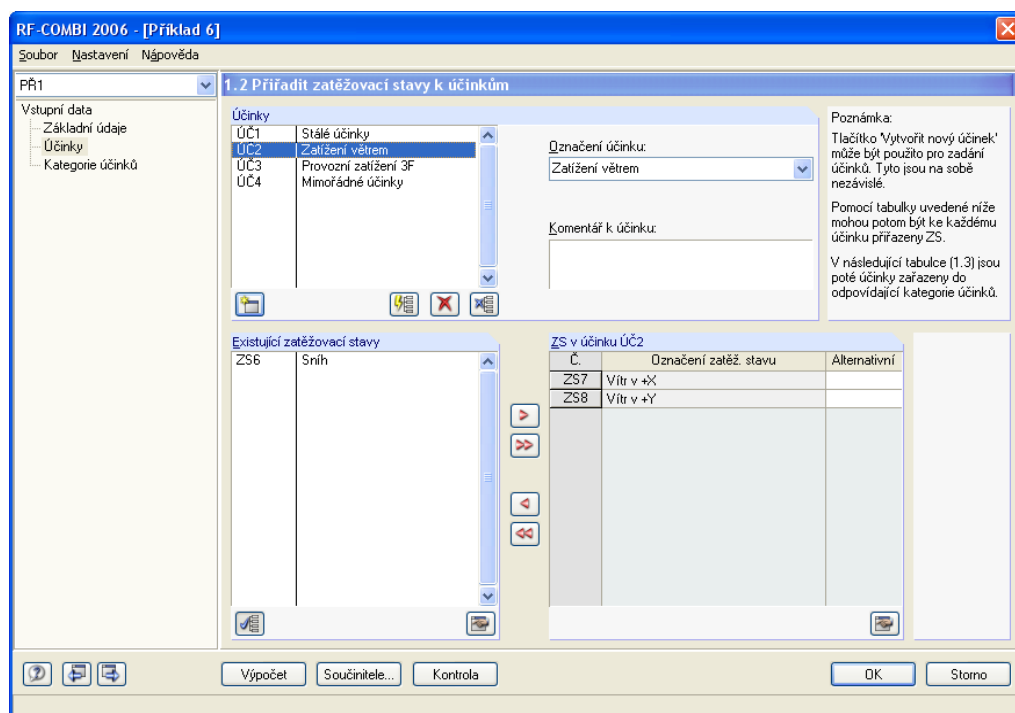 RF-COMBI 2006 - [Příklad 6]
Soubor Nastavení Nápověda
PŘ1
1.2 Přiřadit zatěžovací stavy k účinkům
Vstupní data
Základní údaje
Účinky
Kategorie účinků
Účinky
ÚČ1 Stálé účinky
ÚČ2 Zatížení větrem
ÚČ3 Provozní zatížení 3F
ÚČ4 Mimořádné účinky
Označení účinku:
Zatížení větrem
Komentář k účinku:
Poznámka:
Tlačítko 'Vytvořit nový účinek'
může být použito pro zadání
účinků. Tyto jsou na sobě
nezávislé.
Pomocí tabulky uvedené níže
mohou potom být ke každému
účinku přiřazeny ZS.
V následující tabulce (1.3) jsou
poté účinky zařazeny do
odpovídající kategorie účinků.
Existující zatěžovací stavy
ZS6 Sníh
ZS v účinku ÚČ2
Č. Označení zatěž. stavu Alternativní
ZS7 Vítr v +X
ZS8 Vítr v +Y
Výpočet Součinitele... Kontrola OK Storno